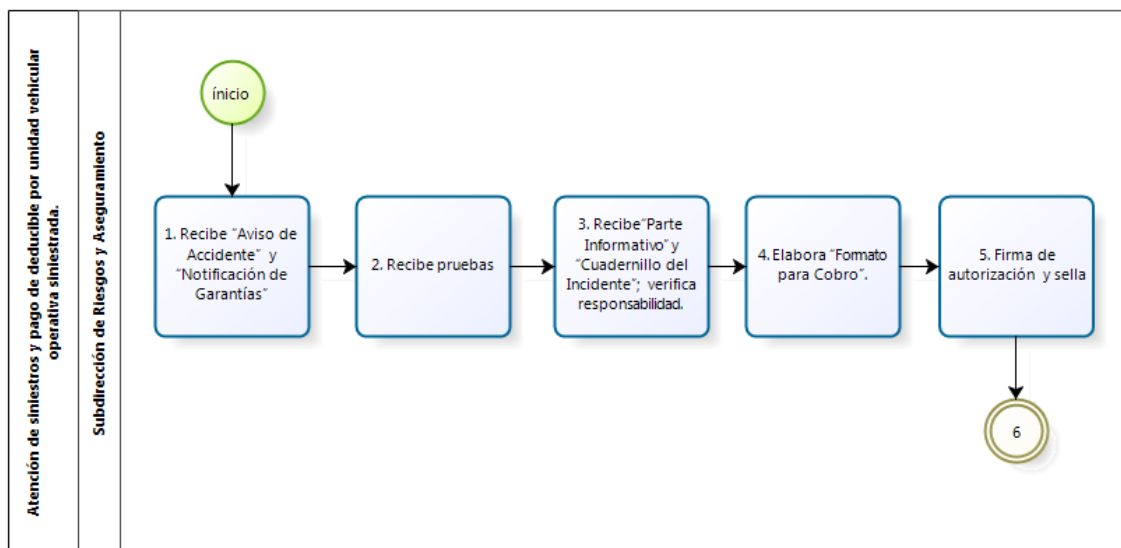 Atención de siniestros y pago de deducible por unidad vehicular
operativa siniestrada.
Subdirección de Riesgos y Aseguramiento
ínicio
1. Recibe “Aviso de
Accidente” y
“Notificación de
Garantías”
2. Recibe pruebas
3. Recibe“Parte
Informativo” y
“Cuadernillo del
Incidente”; verifica
responsabilidad.
4. Elabora “Formato
para Cobro”.
5. Firma de
autorización y sella
6